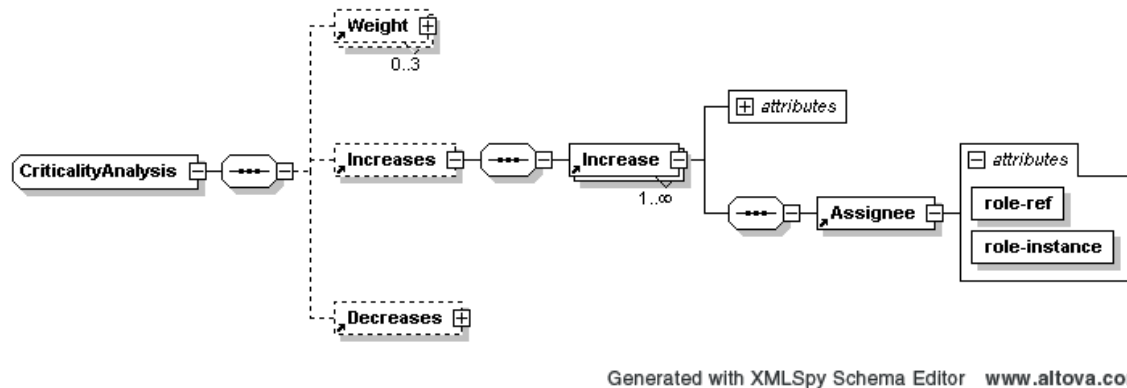 Weight
0..3
attributes
CriticalityAnalysis
Increases
Increase
1..∞
attributes
Assignee
role-ref
role-instance
Decreases
Generated with XMLSpy Schema Editor www.altova.co